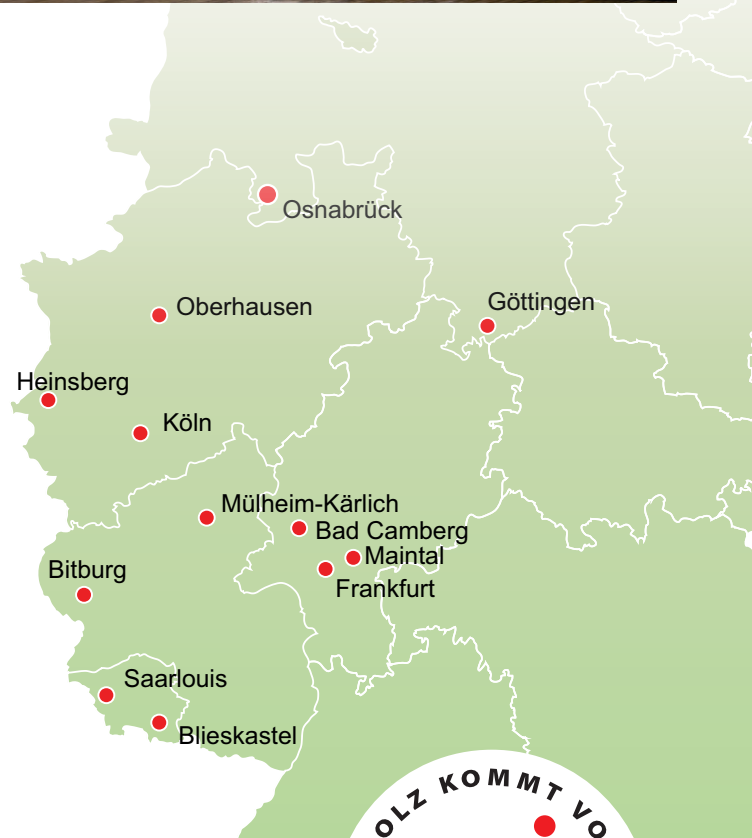 Osnabrück
Oberhausen
Göttingen
Heinsberg
Köln
Mülheim-Kärlich
Bad Camberg
Maintal
Bitburg
Frankfurt
Saarlouis
Blieskastel
OLZ KOMMT VO